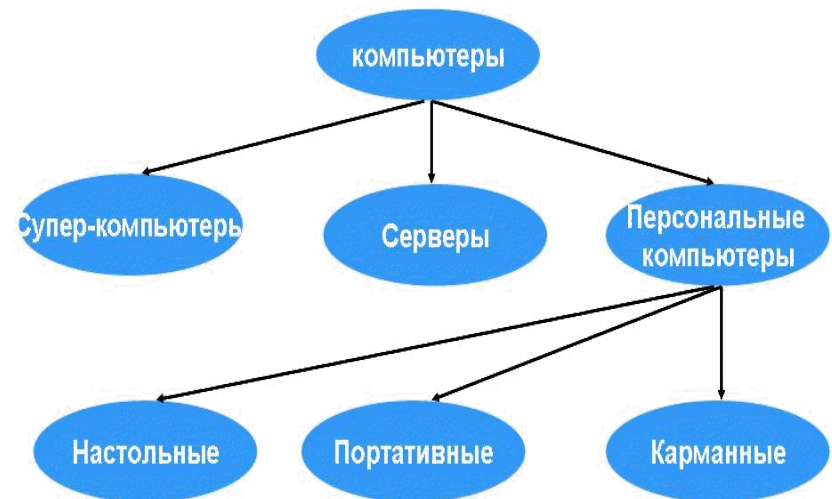 компьютеры
Супер-компьютеры
Серверы
Персональные
компьютеры
Настольные
Портативные
Карманные